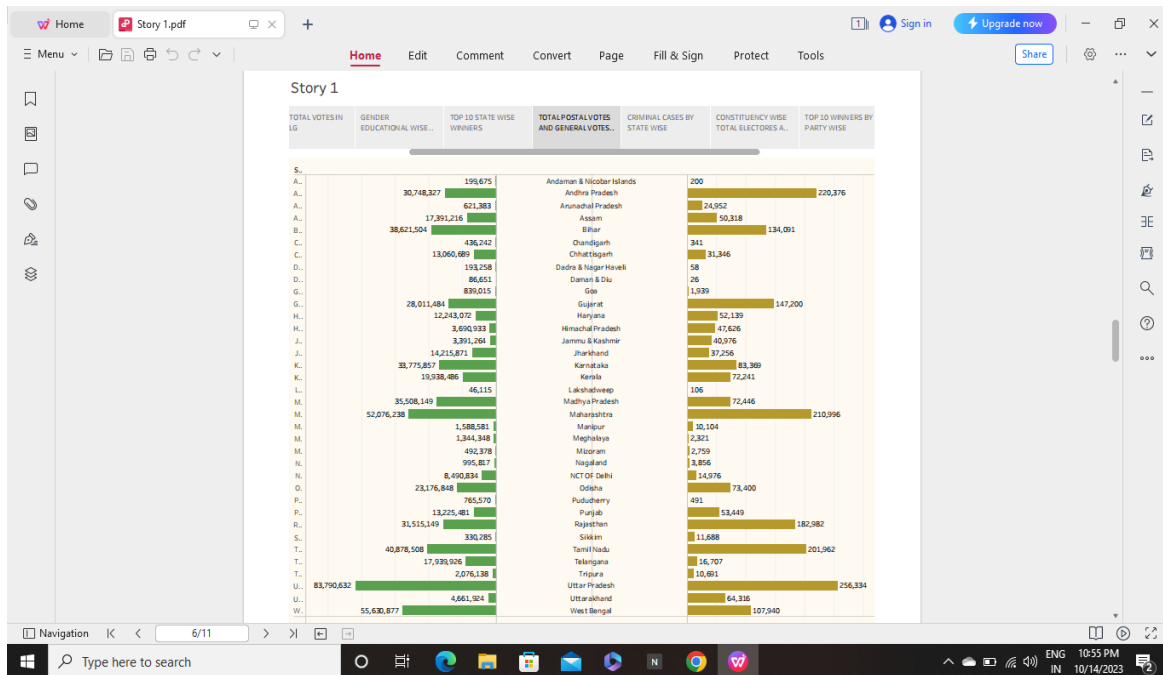 Home
Story 1.pdf
Sign in
Upgrade now
Menu
Home Edit Comment Convert Page Fill & Sign Protect Tools
Share
Story 1
TOTAL VOTES IN LG
GENDER EDUCATIONAL WISE..
TOP 10 STATE WISE WINNERS
TOTAL POSTAL VOTES AND GENERAL VOTES..
CRIMINAL CASES BY STATE WISE
CONSTITUENCY WISE TOTAL ELECTORES A..
TOP 10 WINNERS BY PARTY WISE
S..
A.. 199,675 Andaman & Nicobar Islands 200
A.. 30,748,327 Andhra Pradesh 220,376
A.. 621,383 Arunachal Pradesh 24,952
A.. 17,391,216 Assam 50,318
B.. 38,621,504 Bihar 134,091
C.. 436,242 Chandigarh 341
C.. 13,060,689 Chhattisgarh 31,346
D.. 193,258 Dadra & Nagar Haveli 58
D.. 86,651 Daman & Diu 26
G.. 839,015 Goa 1,939
G.. 28,011,484 Gujarat 147,200
H.. 12,243,072 Haryana 52,139
H.. 3,690,933 Himachal Pradesh 47,626
J.. 3,391,264 Jammu & Kashmir 40,976
J.. 14,215,871 Jharkhand 37,256
K.. 33,775,857 Karnataka 83,369
K.. 19,938,486 Kerala 72,241
L.. 46,115 Lakshadweep 106
M.. 35,508,149 Madhya Pradesh 72,446
M. 52,076,238 Maharashtra 210,996
M. 1,588,581 Manipur 10,104
M. 1,344,348 Meghalaya 2,321
M. 492,378 Mizoram 2,759
N.. 995,817 Nagaland 3,856
N.. 8,490,834 NCT OF Delhi 14,976
O. 23,176,848 Odisha 73,400
P.. 765,570 Puducherry 491
P.. 13,225,481 Punjab 53,449
R.. 31,515,149 Rajasthan 182,982
S.. 330,285 Sikkim 11,688
T.. 40,878,508 Tamil Nadu 201,962
T.. 17,939,926 Telangana 16,707
T.. 2,076,138 Tripura 10,691
U.. 83,790,632 Uttar Pradesh 256,334
U.. 4,661,924 Uttarakhand 64,316
W. 55,630,877 West Bengal 107,940
Navigation 6/11
Type here to search
N
ENG 10:55 PM
IN 10/14/2023
2